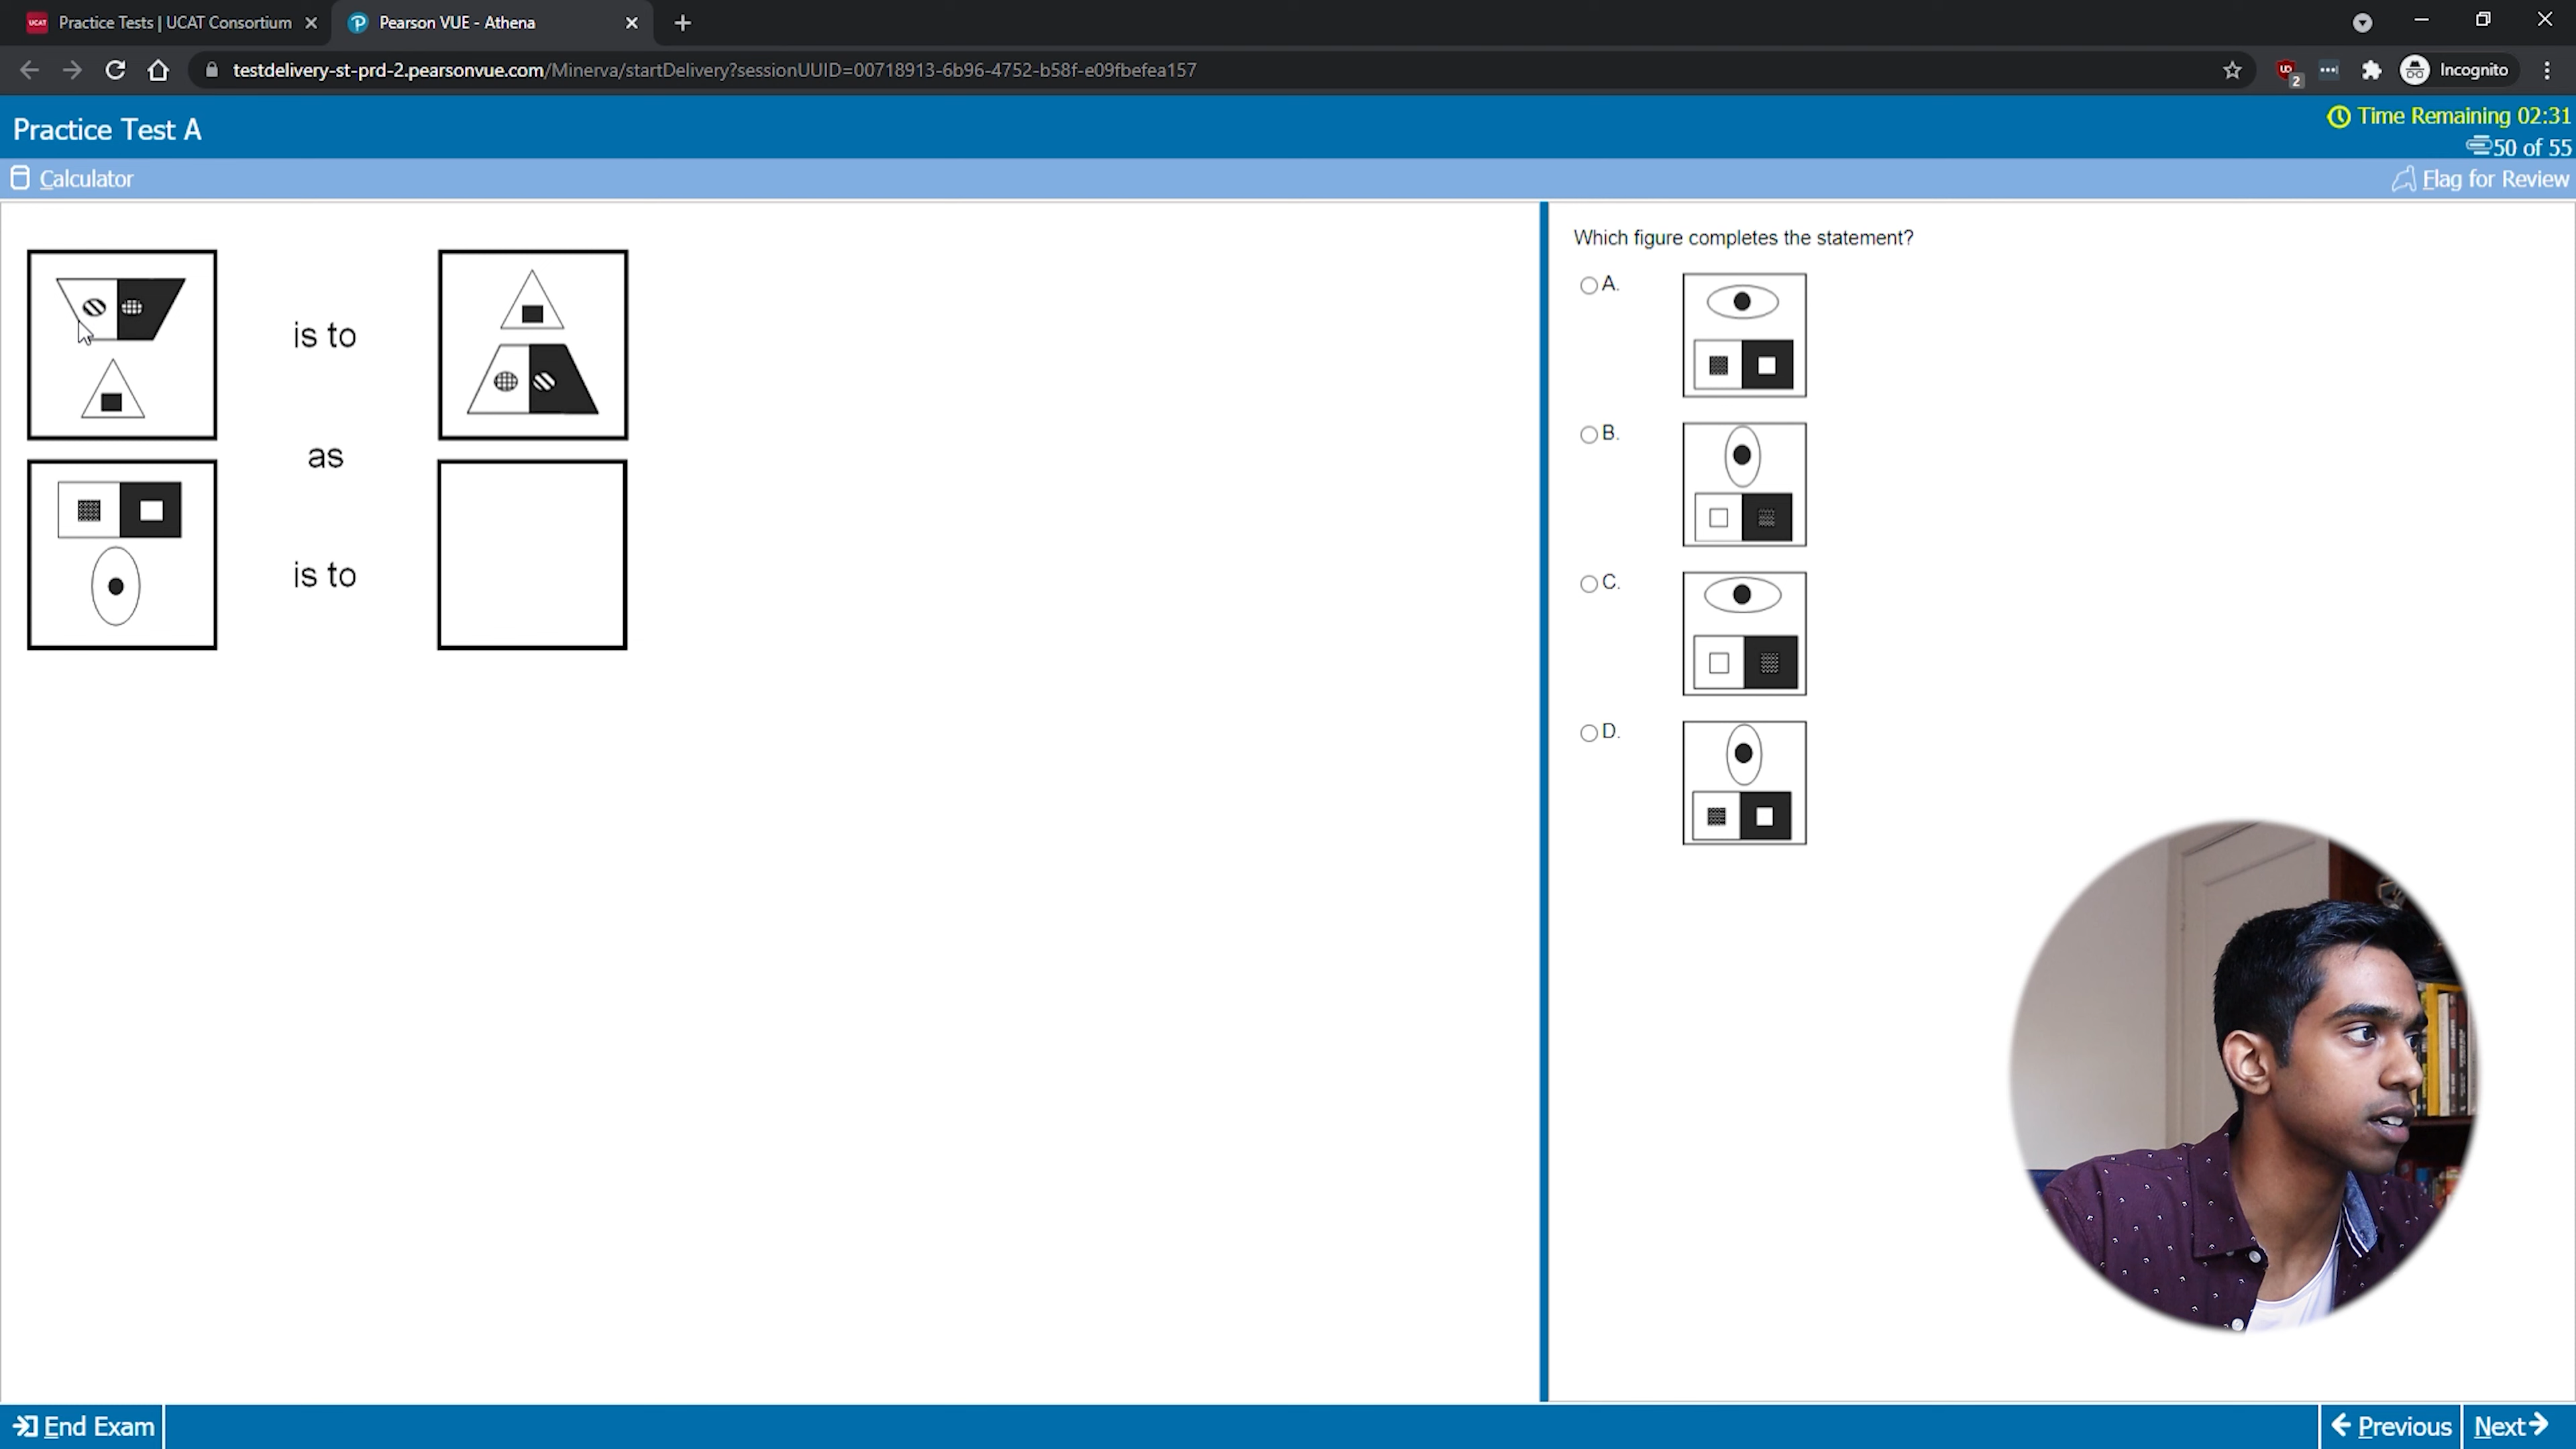 UCAT Practice Tests | UCAT Consortium
Pearson VUE - Athena
testdelivery-st-prd-2.pearsonvue.com/Minerva/startDelivery?sessionUUID=00718913-6b96-4752-b58f-e09fbefea157
2
Incognito
Practice Test A
Time Remaining 02:31
50 of 55
Calculator
Flag for Review
is to
as
is to
Which figure completes the statement?
A.
B.
C.
D.
End Exam
Previous
Next